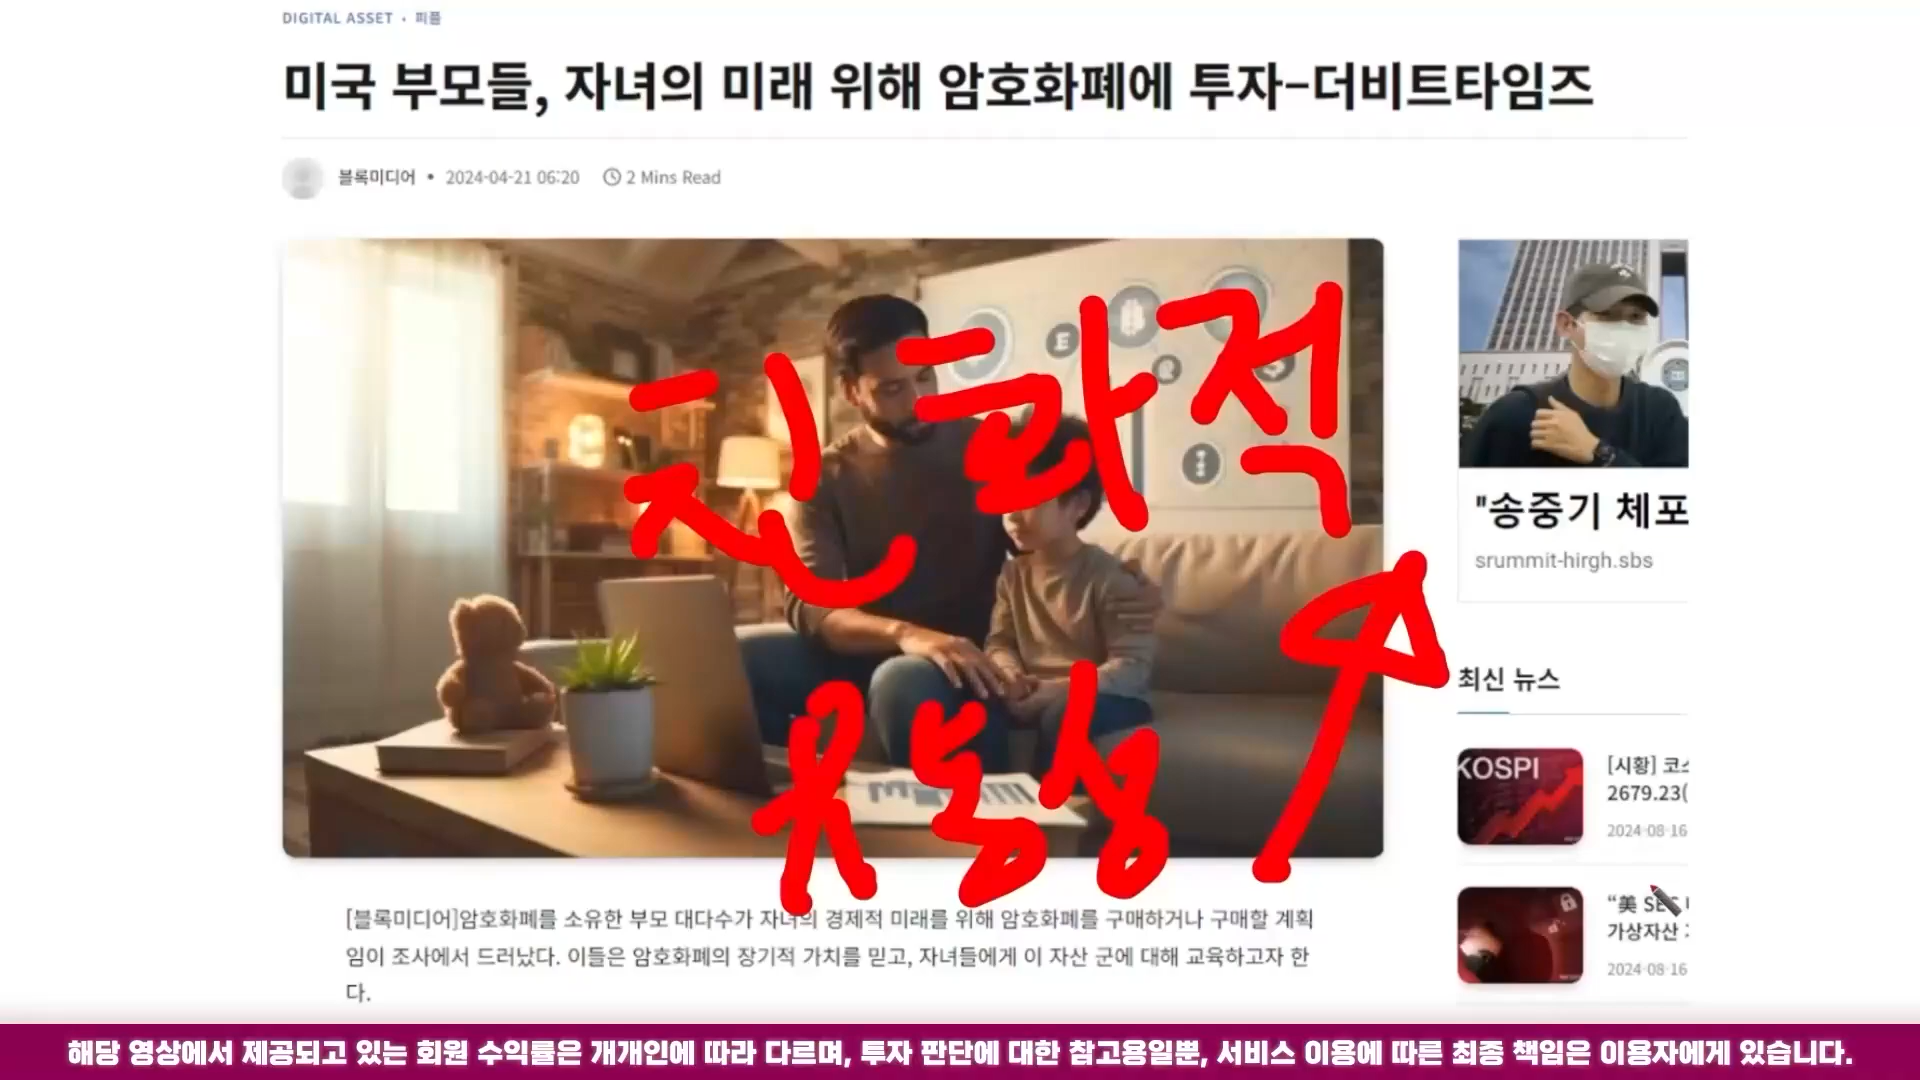 DIGITAL ASSET • 피플
미국 부모들, 자녀의 미래 위해 암호화폐에 투자-더비트타임즈
블록미디어 • 2024-04-21 06:20 2 Mins Read
진화적
"송중기 체포
srummit-hirgh.sbs
최신 뉴스
KOSPI
[시황] 코스
2679.23(
2024-08-16
“美 SEC
가상자산
2024-08-16
[블록미디어]암호화폐를 소유한 부모 대다수가 자녀의 경제적 미래를 위해 암호화폐를 구매하거나 구매할 계획
임이 조사에서 드러났다. 이들은 암호화폐의 장기적 가치를 믿고, 자녀들에게 이 자산 군에 대해 교육하고자 한
다.
해당 영상에서 제공되고 있는 회원 수익률은 개개인에 따라 다르며, 투자 판단에 대한 참고용일뿐, 서비스 이용에 따른 최종 책임은 이용자에게 있습니다.